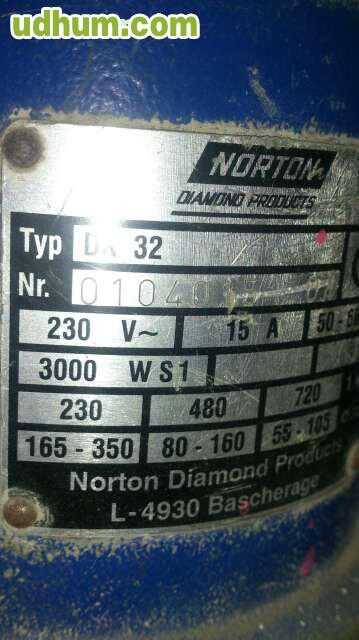 udhum.com
NORTON
DIAMOND PRODUCTS
Typ 32
Nr.
230 V~ 15 A
3000 W S1
230 480 720
165 - 350 80 - 160 55 - 105
Norton Diamond Products
L - 4930 Bascherage